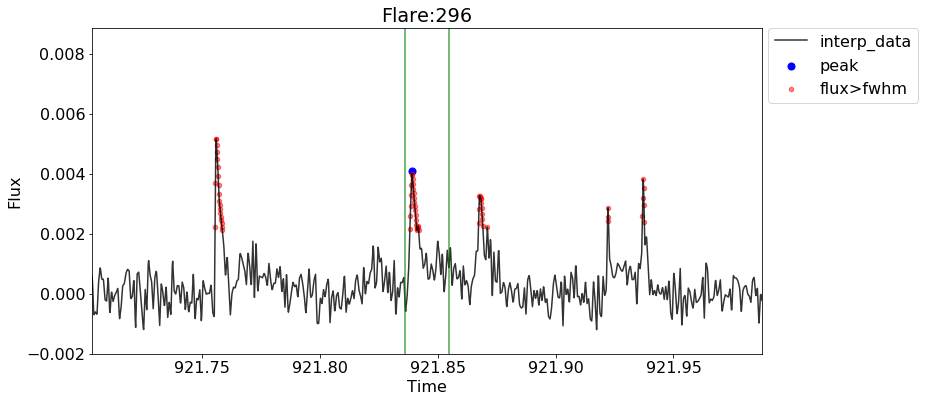 Flare:296
0.008
0.006
0.004
0.002
0.000
−0.002
Flux
921.75
921.80
921.85
921.90
921.95
Time
interp_data
peak
flux>fwhm